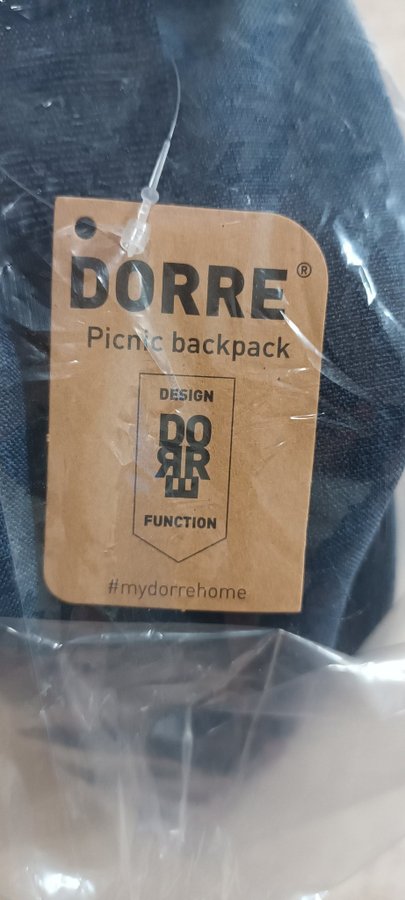 DORRE®
Picnic backpack
DESIGN
DO
RR
E
FUNCTION
#mydorrehome